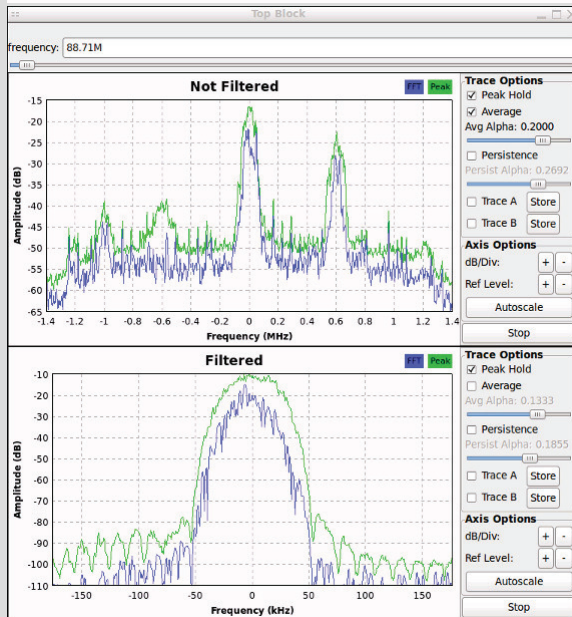 Top Block
frequency: 88.71M
Not Filtered
FFT Peak
Amplitude (dB)
-15
-20
-25
-30
-35
-40
-45
-50
-55
-60
-65
-1.4 -1.2 -1 -0.8 -0.6 -0.4 -0.2 0 0.2 0.4 0.6 0.8 1 1.2 1.4
Frequency (MHz)
Trace Options
Peak Hold
Average
Avg Alpha: 0.2000
Persistence
Persist Alpha: 0.2692
Trace A Store
Trace B Store
Axis Options
dB/Div: + -
Ref Level: + -
Autoscale
Stop
Filtered
FFT Peak
Amplitude (dB)
-10
-20
-30
-40
-50
-60
-70
-80
-90
-100
-110
-150 -100 -50 0 50 100 150
Frequency (kHz)
Trace Options
Peak Hold
Average
Avg Alpha: 0.1333
Persistence
Persist Alpha: 0.1855
Trace A Store
Trace B Store
Axis Options
dB/Div: + -
Ref Level: + -
Autoscale
Stop